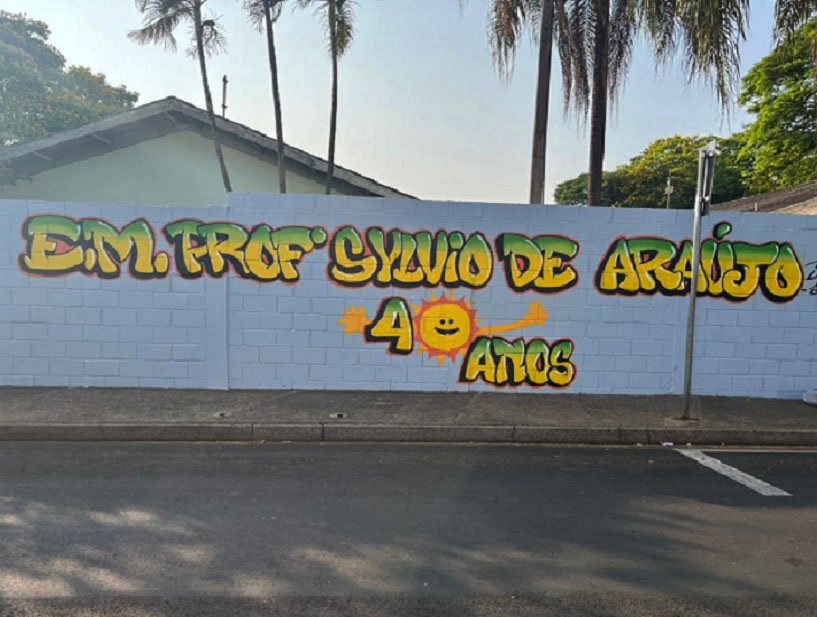 E.M. PROFº SYLVIO DE ARAÚJO
40 ANOS